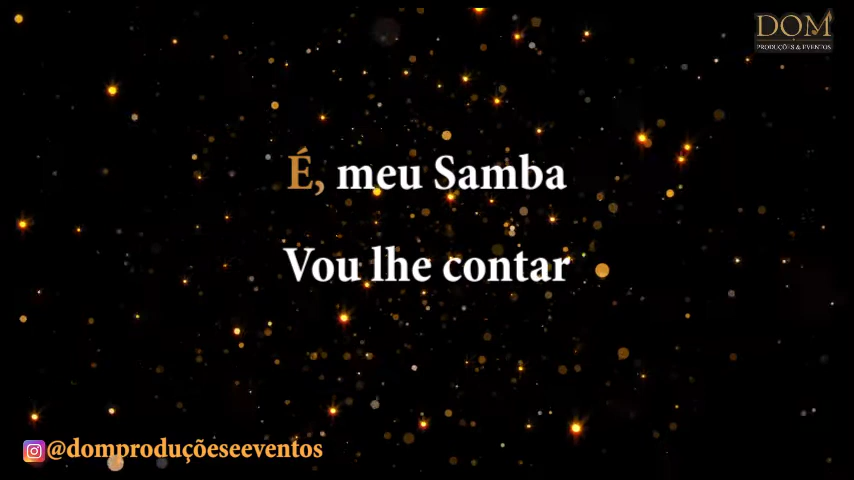 DOM
PRODUÇÕES & EVENTOS
É, meu Samba
Vou lhe contar
@domproduçõeseeventos